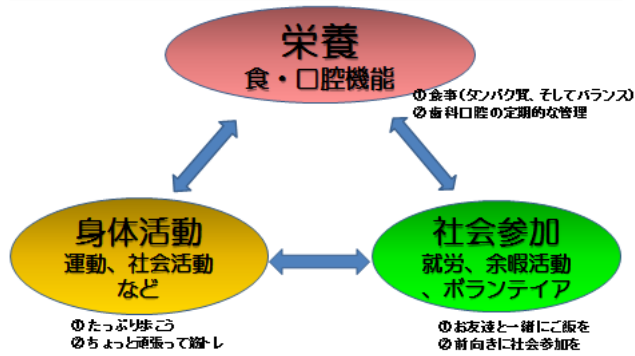 栄養
食・口腔機能
①食事(タンパク質、そしてバランス)
②歯科口腔の定期的な管理
身体活動
運動、社会活動
など
①たっぷり歩こう
②ちょっと頑張って筋トレ
社会参加
就労、余暇活動
、ボランテイア
①お友達と一緒にご飯を
②前向きに社会参加を